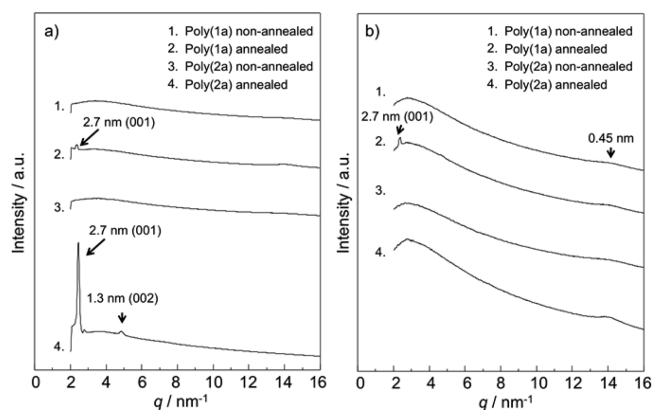 a)
1. Poly(1a) non-annealed
2. Poly(1a) annealed
3. Poly(2a) non-annealed
4. Poly(2a) annealed
1.
2.7 nm (001)
2.
3.
2.7 nm (001)
1.3 nm (002)
4.
Intensity / a.u.
0 2 4 6 8 10 12 14 16
q / nm-1
b)
1. Poly(1a) non-annealed
2. Poly(1a) annealed
3. Poly(2a) non-annealed
4. Poly(2a) annealed
1.
2.7 nm (001)
0.45 nm
2.
3.
4.
Intensity / a.u.
0 2 4 6 8 10 12 14 16
q / nm-1